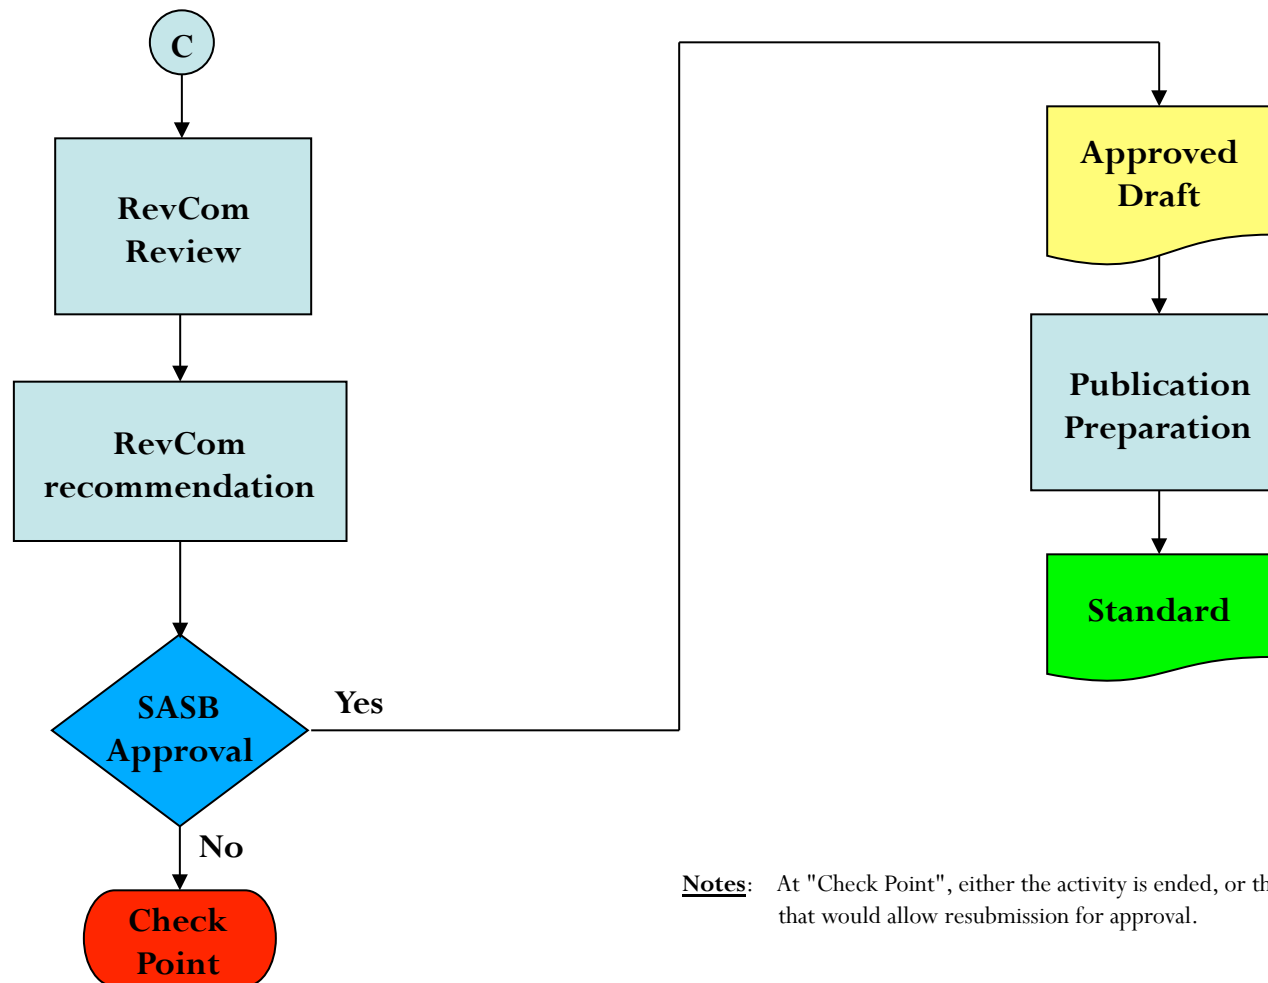 C
RevCom
Review
RevCom
recommendation
SASB
Approval
Yes
No
Check
Point
Approved
Draft
Publication
Preparation
Standard
Notes: At "Check Point", either the activity is ended, or
that would allow resubmission for approval.